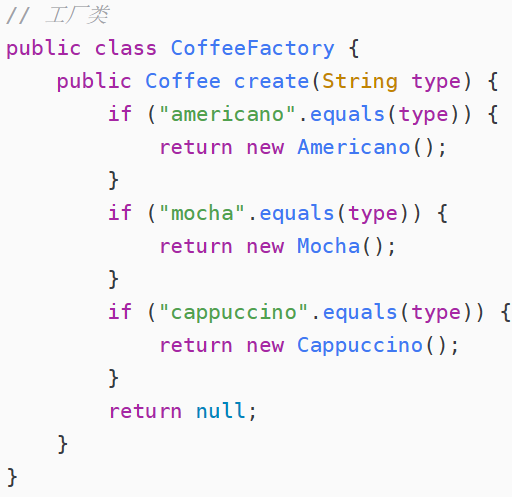 // 工厂类
public class CoffeeFactory {
    public Coffee create(String type) {
        if ("americano".equals(type)) {
            return new Americano();
        }
        if ("mocha".equals(type)) {
            return new Mocha();
        }
        if ("cappuccino".equals(type)) {
            return new Cappuccino();
        }
        return null;
    }
}